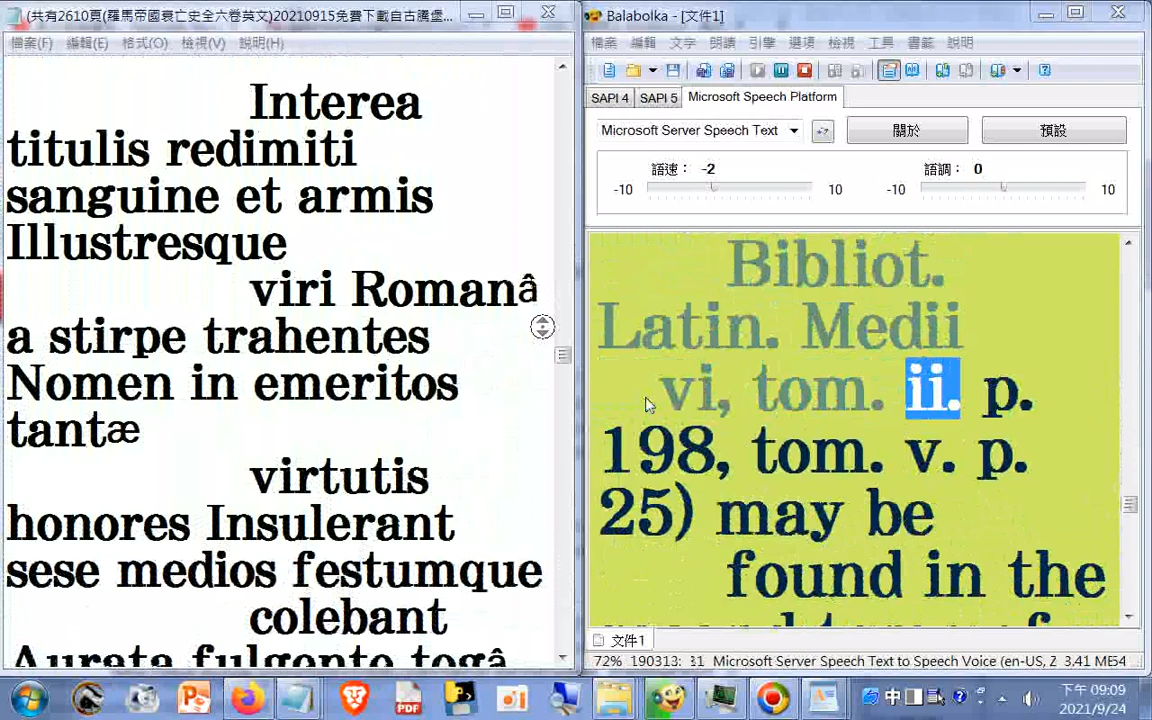 (共有2610頁(羅馬帝國衰亡史全六卷英文)20210915免費下載自古騰堡...
檔案(F) 編輯(E) 格式(O) 檢視(V) 說明(H)
Interea
titulis redimiti
sanguine et armis
Illustresque
viri Romanâ
a stirpe trahentes
Nomen in emeritos
tantæ
virtutis
honores Insulerant
sese medios festumque
colebant
Aurata fulgente togâ
Balabolka - [文件1]
檔案 編輯 文字 朗讀 引擎 選項 檢視 工具 書籤 說明
SAPI 4 SAPI 5 Microsoft Speech Platform
Microsoft Server Speech Text 關於 預設
語速： -2 語調： 0
-10 10 -10 10
Bibliot.
Latin. Medii
vi, tom. ii. p.
198, tom. v. p.
25) may be
found in the
文件1
72% 190313: Microsoft Server Speech Text to Speech Voice (en-US, Z 3,41 ME54
中
下午 09:09
2021/9/24